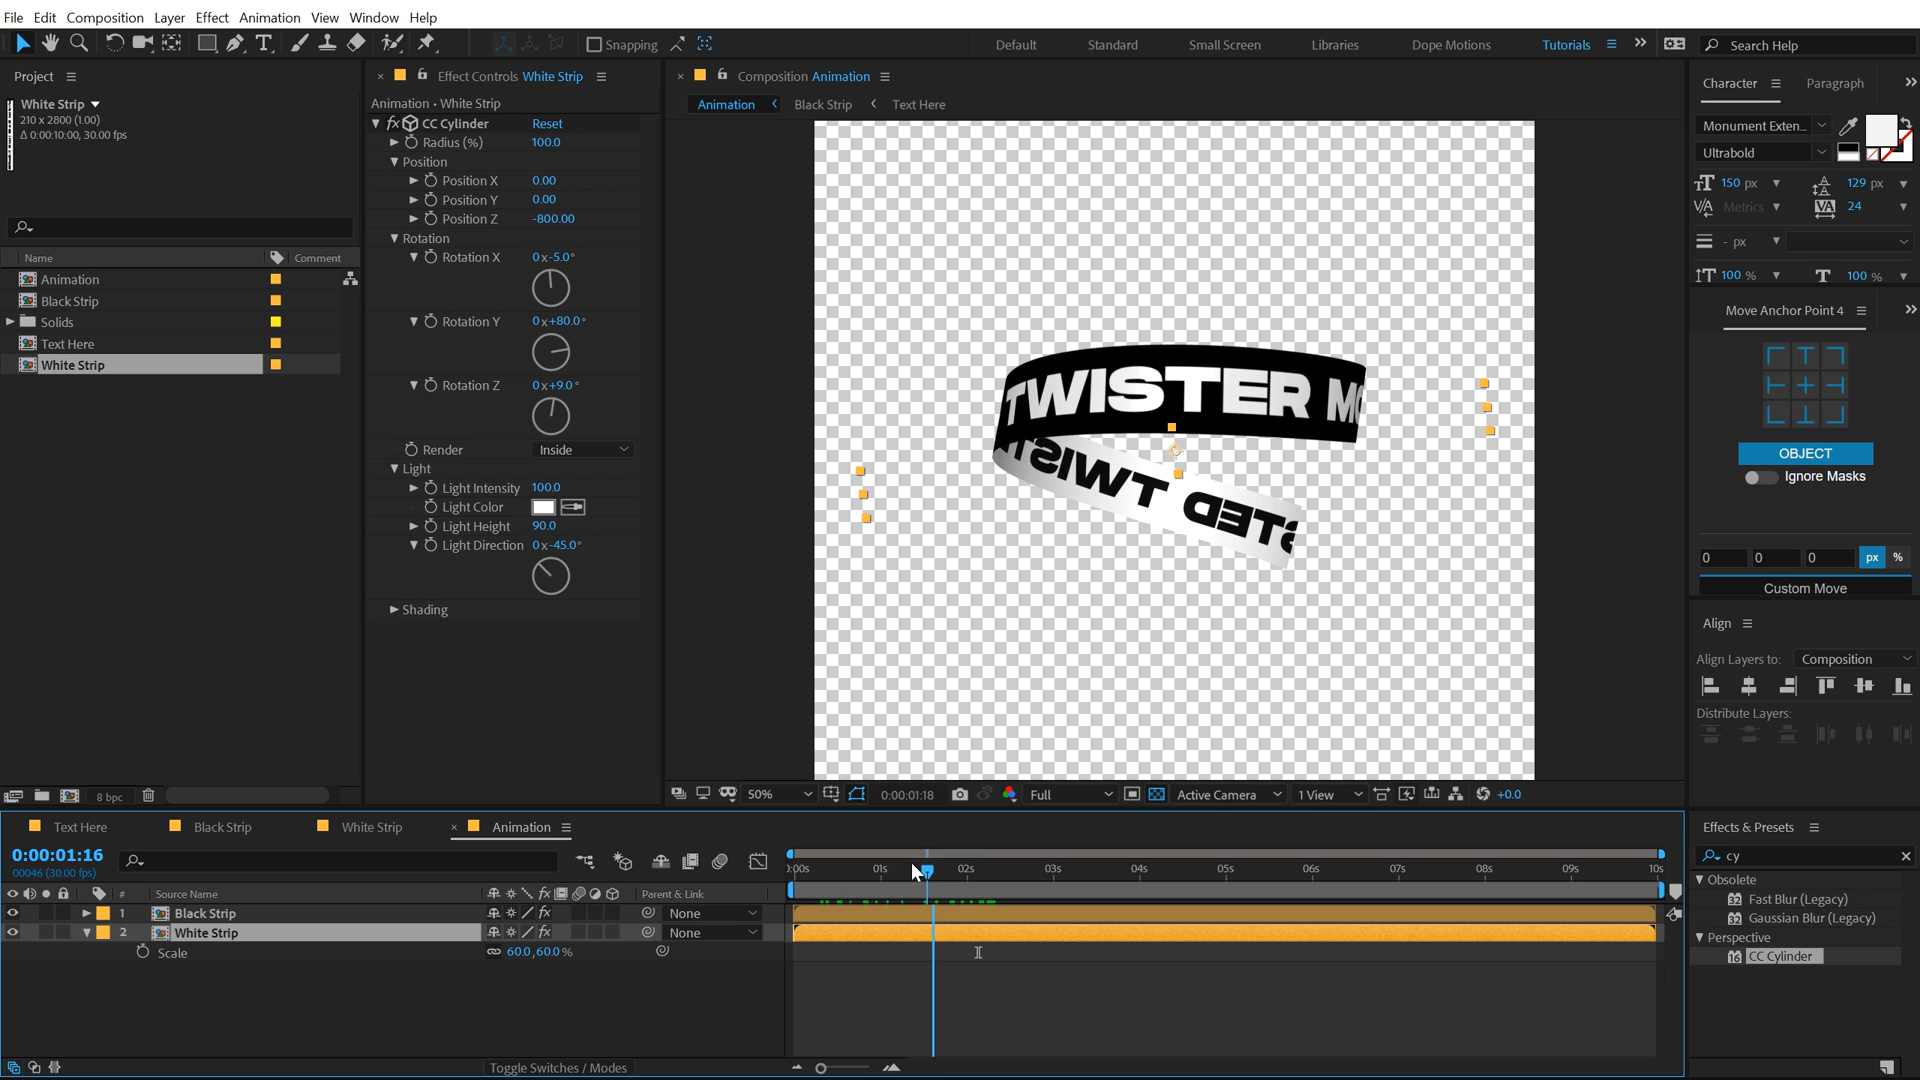 File Edit Composition Layer Effect Animation View Window Help
Snapping
Default Standard Small Screen Libraries Dope Motions Tutorials
Search Help
Project
White Strip
210 x 2800 (1.00)
Δ 0:00:10:00, 30.00 fps
Name Comment
Animation
Black Strip
Solids
Text Here
White Strip
8 bpc
Effect Controls White Strip
Animation • White Strip
fx CC Cylinder Reset
Radius (%) 100.0
Position
Position X 0.00
Position Y 0.00
Position Z -800.00
Rotation
Rotation X 0x-5.0°
Rotation Y 0x+80.0°
Rotation Z 0x+9.0°
Render Inside
Light
Light Intensity 100.0
Light Color
Light Height 90.0
Light Direction 0x-45.0°
Shading
Composition Animation
Animation Black Strip Text Here
TWISTER MO
STED TWISTE
50% 0:00:01:18 Full Active Camera 1 View +0.0
Character Paragraph
Monument Exten...
Ultrabold
150 px 129 px
Metrics 24
- px
100 % 100 %
Move Anchor Point 4
OBJECT
Ignore Masks
0 0 0 px %
Custom Move
Align
Align Layers to: Composition
Distribute Layers:
Text Here Black Strip White Strip Animation
0:00:01:16
00046 (30.00 fps)
# Source Name fx Parent & Link
1 Black Strip fx None
2 White Strip fx None
Scale 60.0,60.0%
:00s 01s 02s 03s 04s 05s 06s 07s 08s 09s 10s
Toggle Switches / Modes
Effects & Presets
cy
Obsolete
32 Fast Blur (Legacy)
32 Gaussian Blur (Legacy)
Perspective
16 CC Cylinder